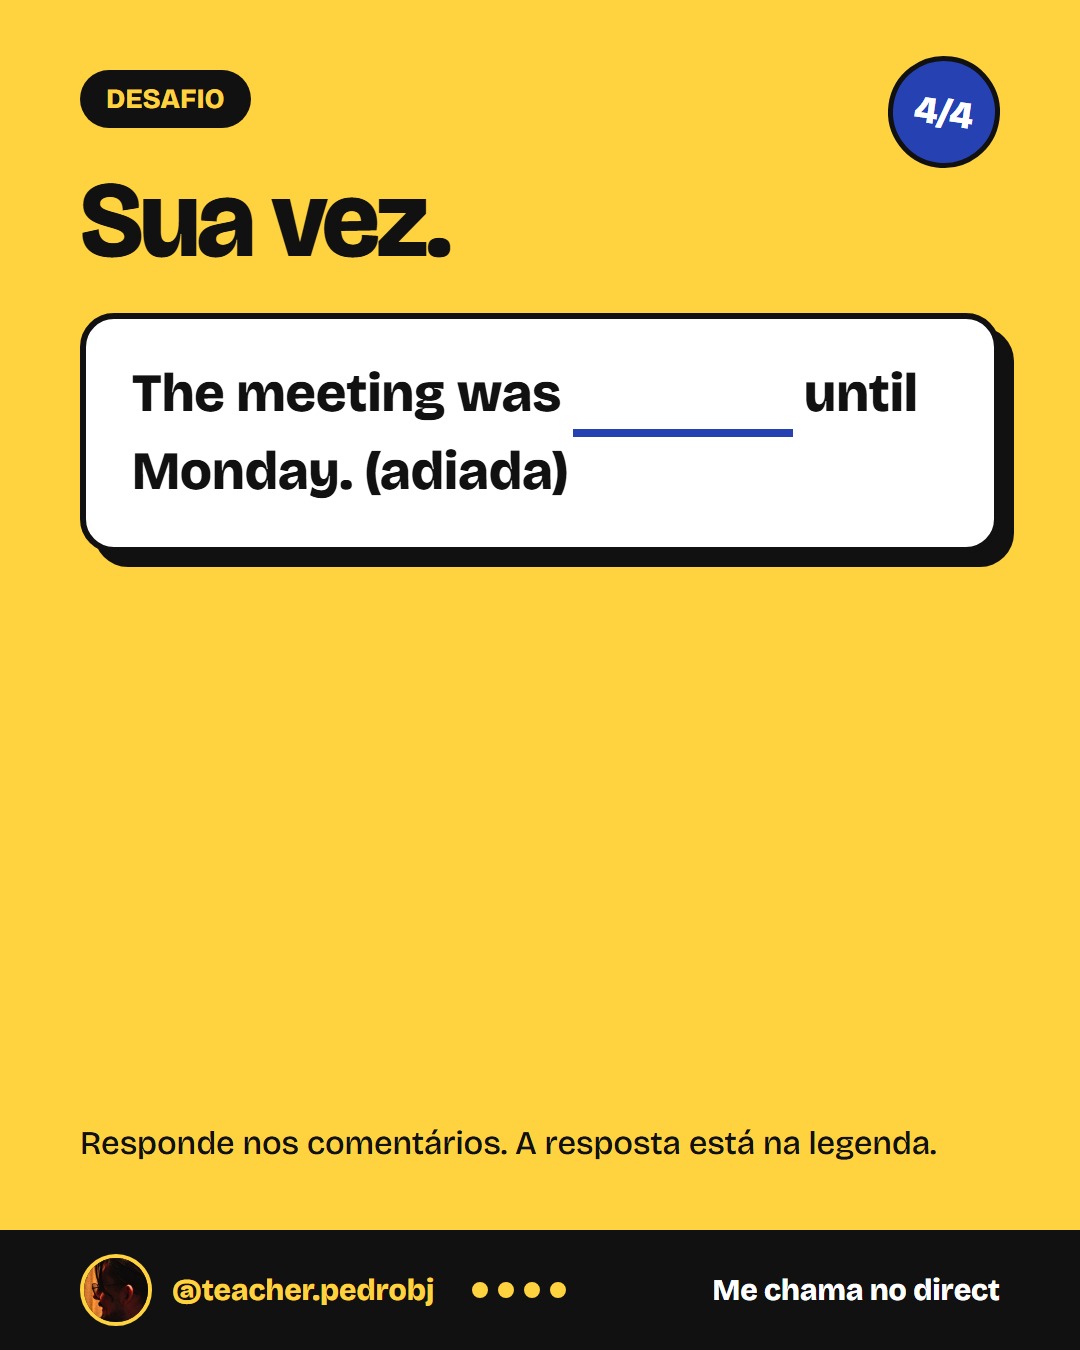 DESAFIO
4/4
Sua vez.
The meeting was ________ until
Monday. (adiada)
Responde nos comentários. A resposta está na legenda.
@teacher.pedrobj
Me chama no direct